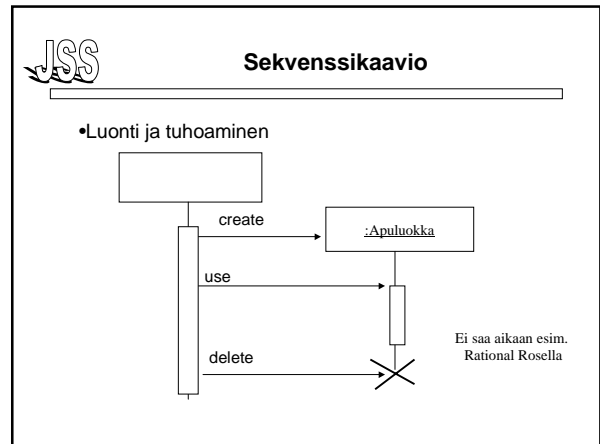 JSS
Sekvenssikaavio
•Luonti ja tuhoaminen
create
:Apuluokka
use
Ei saa aikaan esim.
Rational Rosella
delete